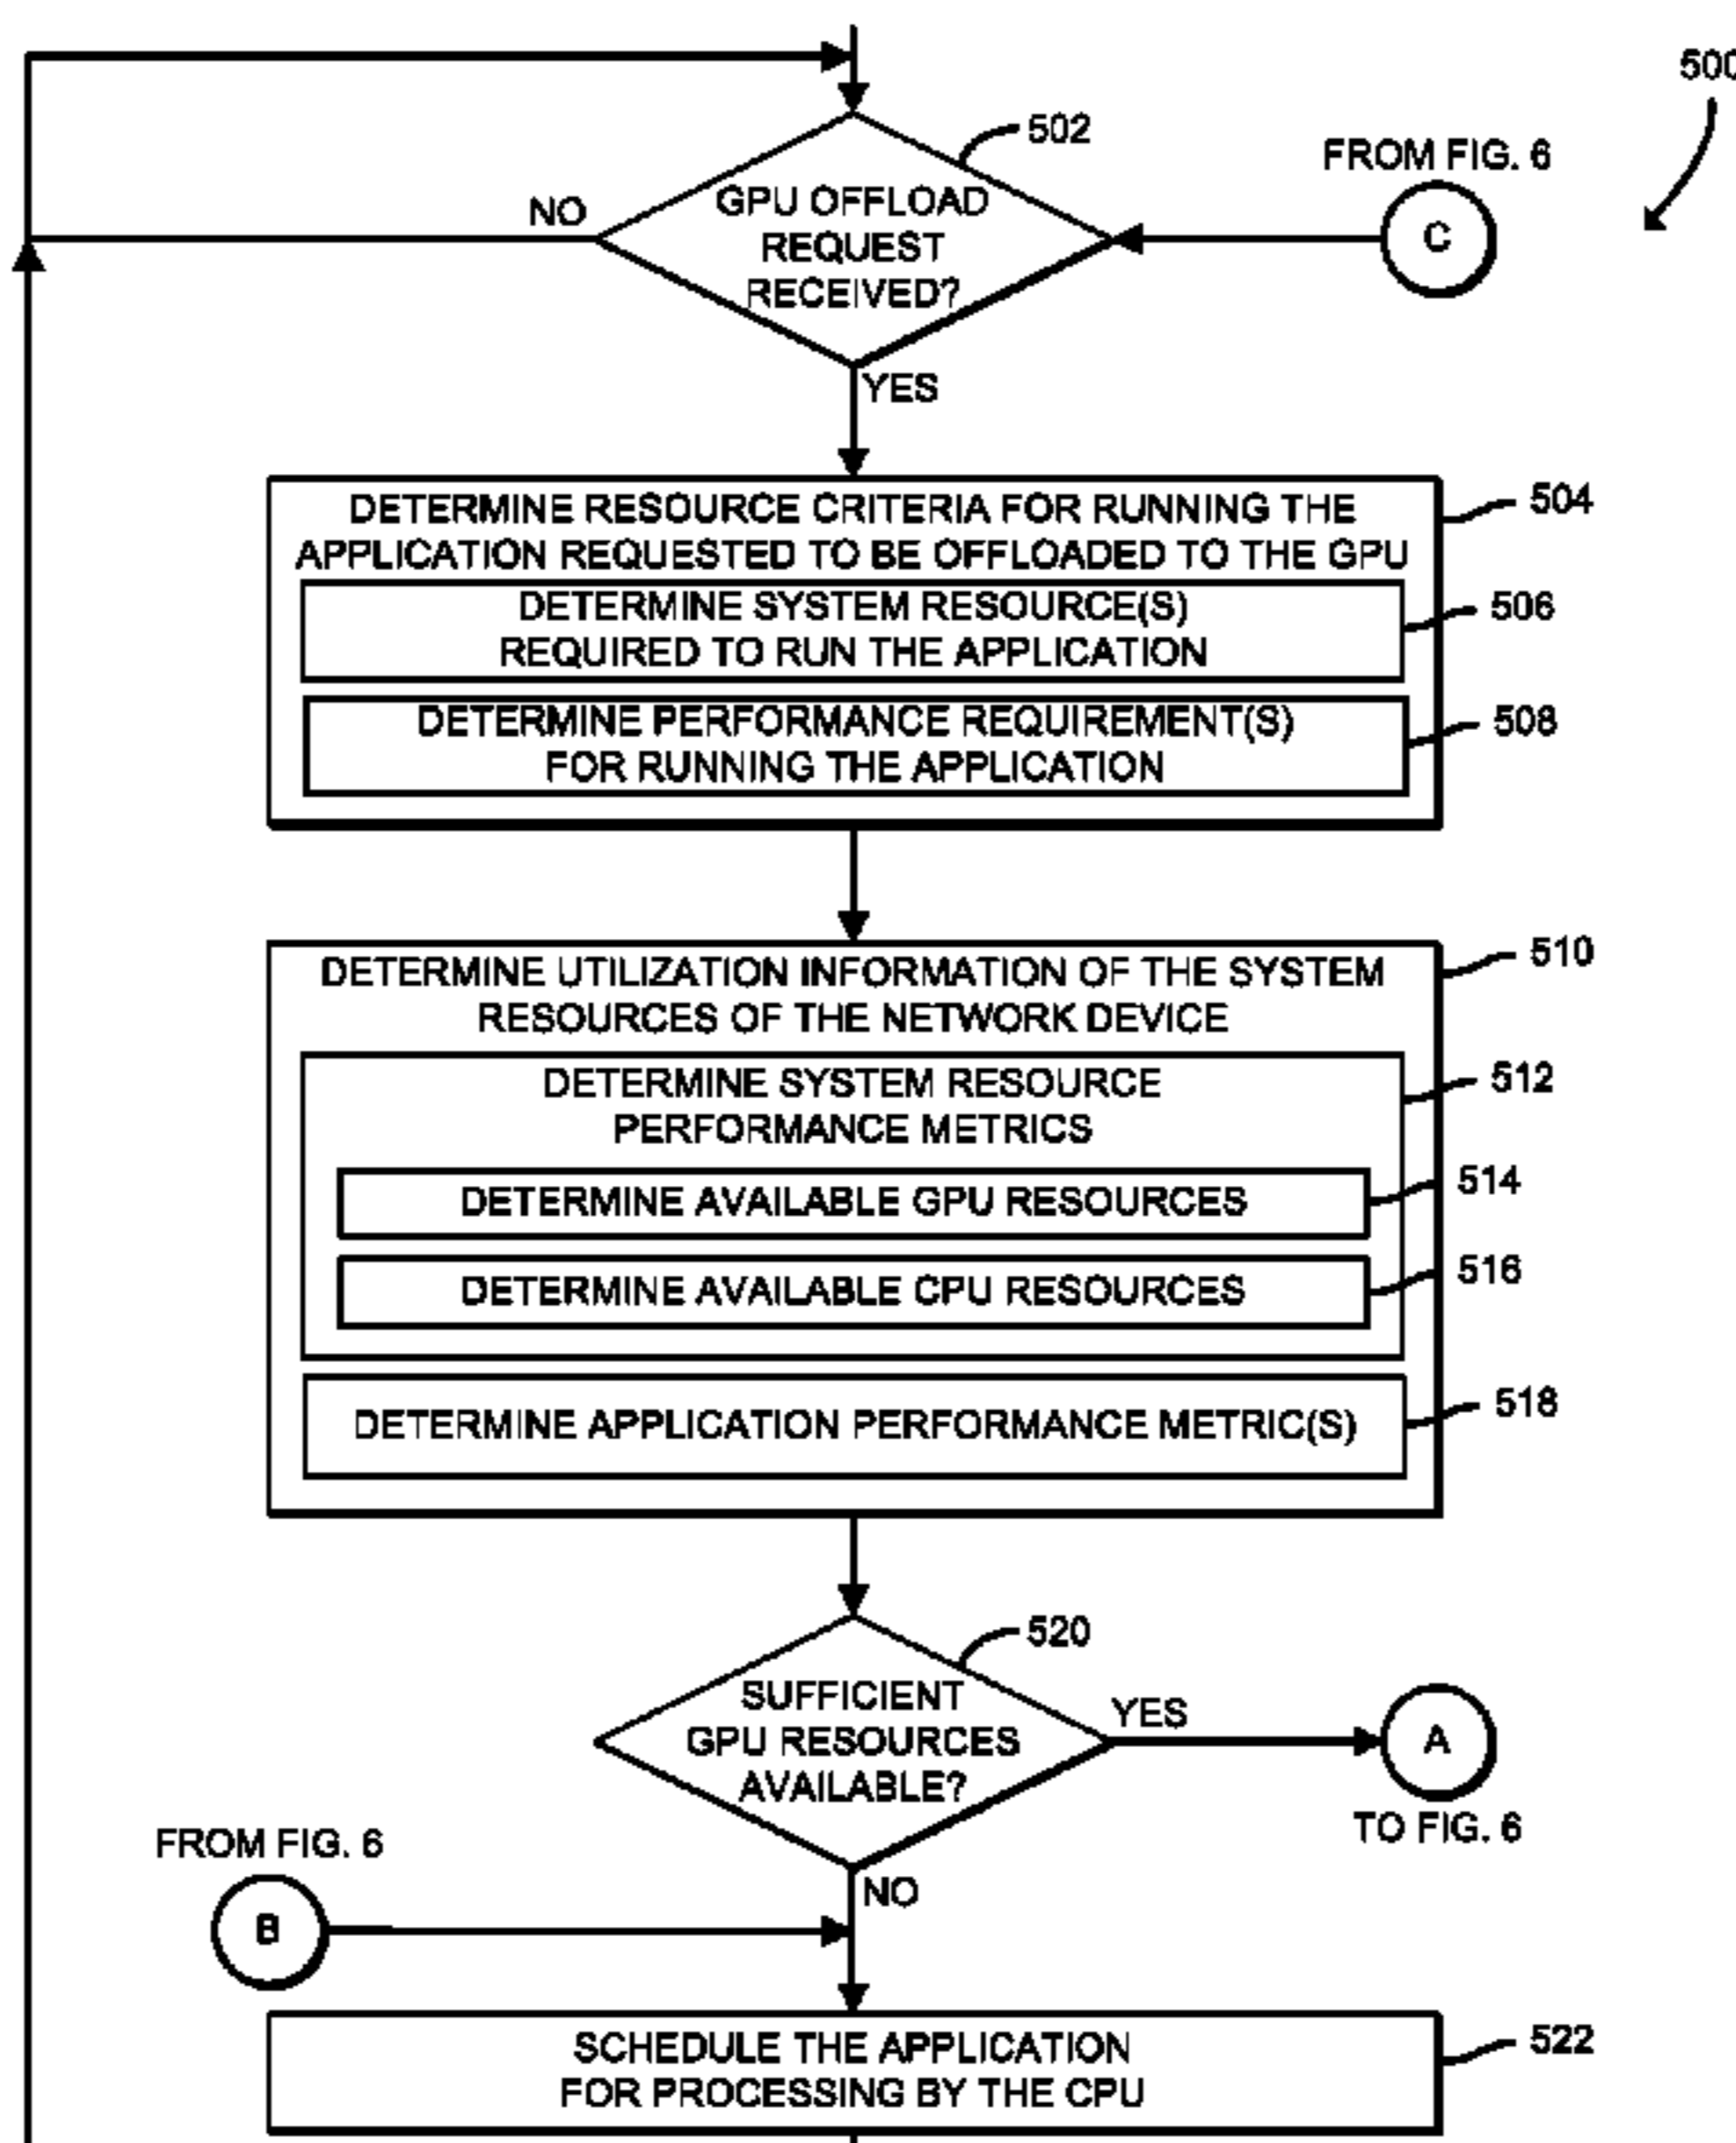 500
502
FROM FIG. 6
GPU OFFLOAD
REQUEST
RECEIVED?
NO
C
YES
DETERMINE RESOURCE CRITERIA FOR RUNNING THE
APPLICATION REQUESTED TO BE OFFLOADED TO THE GPU
504
DETERMINE SYSTEM RESOURCE(S)
REQUIRED TO RUN THE APPLICATION
506
DETERMINE PERFORMANCE REQUIREMENT(S)
FOR RUNNING THE APPLICATION
508
DETERMINE UTILIZATION INFORMATION OF THE SYSTEM
RESOURCES OF THE NETWORK DEVICE
510
DETERMINE SYSTEM RESOURCE
PERFORMANCE METRICS
512
DETERMINE AVAILABLE GPU RESOURCES
514
DETERMINE AVAILABLE CPU RESOURCES
516
DETERMINE APPLICATION PERFORMANCE METRIC(S)
518
520
SUFFICIENT
GPU RESOURCES
AVAILABLE?
YES
A
TO FIG. 6
FROM FIG. 6
B
NO
SCHEDULE THE APPLICATION
FOR PROCESSING BY THE CPU
522